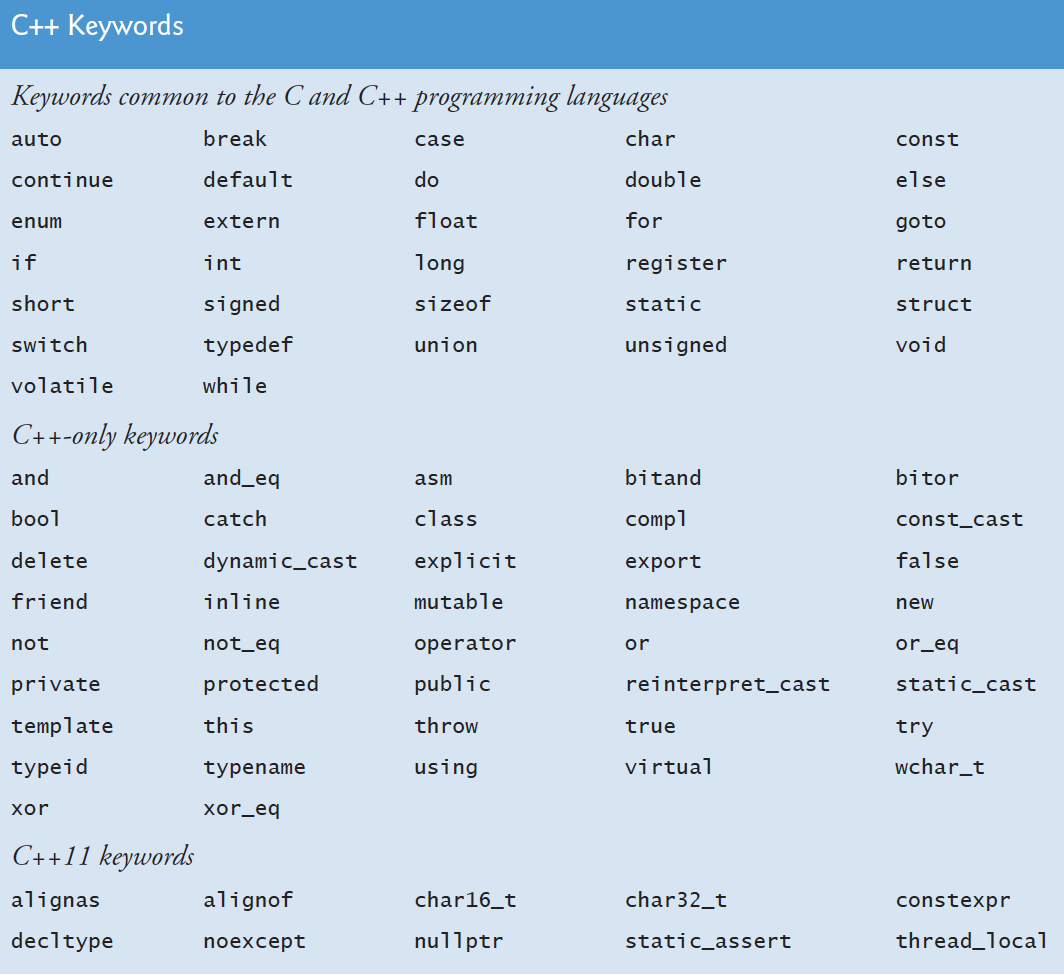 C++ Keywords
Keywords common to the C and C++ programming languages
auto break case char const
continue default do double else
enum extern float for goto
if int long register return
short signed sizeof static struct
switch typedef union unsigned void
volatile while
C++-only keywords
and and_eq asm bitand bitor
bool catch class compl const_cast
delete dynamic_cast explicit export false
friend inline mutable namespace new
not not_eq operator or or_eq
private protected public reinterpret_cast static_cast
template this throw true try
typeid typename using virtual wchar_t
xor xor_eq
C++11 keywords
alignas alignof char16_t char32_t constexpr
decltype noexcept nullptr static_assert thread_local